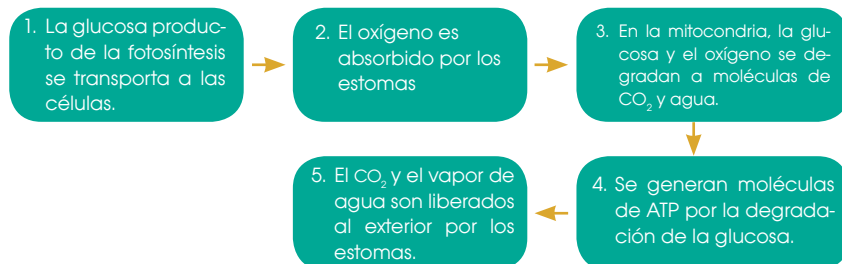 1. La glucosa produc-
to de la fotosíntesis
se transporta a las
células.
2. El oxígeno es
absorbido por los
estomas
3. En la mitocondria, la glu-
cosa y el oxígeno se de-
gradan a moléculas de
CO₂ y agua.
4. Se generan moléculas
de ATP por la degrada-
ción de la glucosa.
5. El CO₂ y el vapor de
agua son liberados
al exterior por los
estomas.